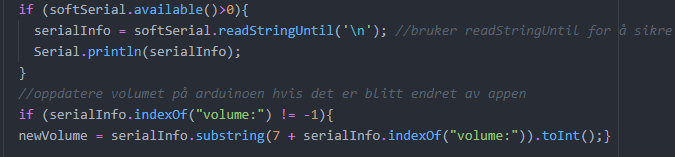 if (softSerial.available()>0){
serialInfo = softSerial.readStringUntil('\n'); //bruker readStringUntil for å sikre
Serial.println(serialInfo);
}
//oppdatere volumet på arduinoen hvis det er blitt endret av appen
if (serialInfo.indexOf("volume:") != -1){
newVolume = serialInfo.substring(7 + serialInfo.indexOf("volume:")).toInt();}